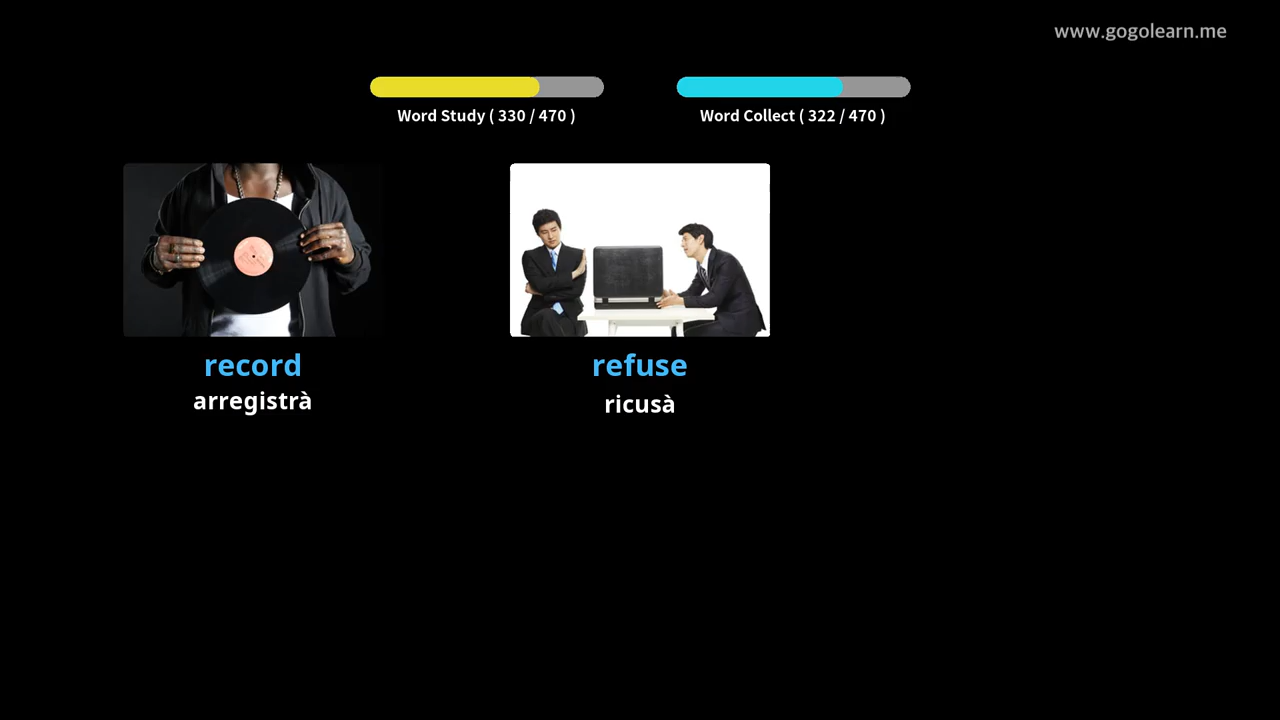 www.gogolearn.me
Word Study ( 330 / 470 )
Word Collect ( 322 / 470 )
record
arregistrà
refuse
ricusà